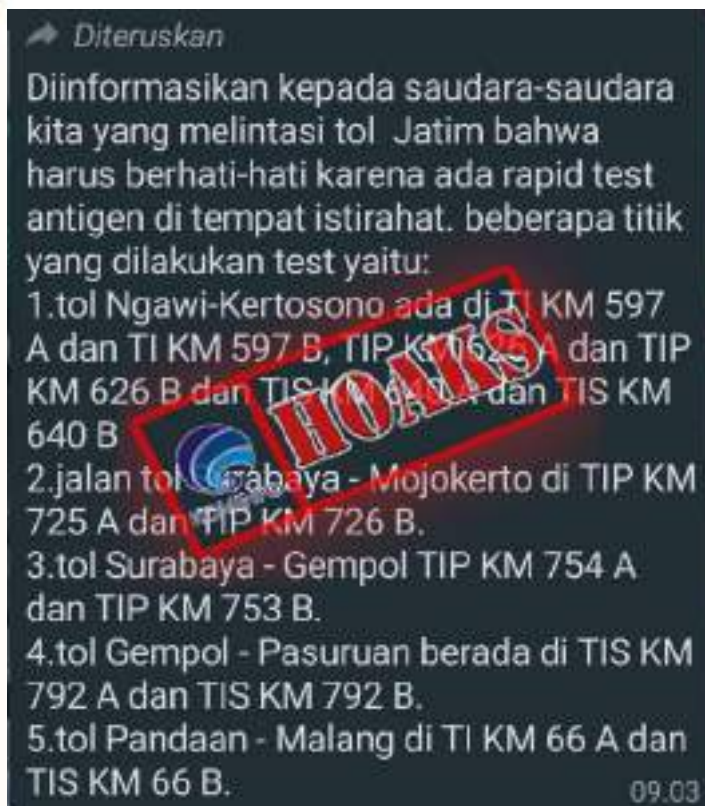 Diteruskan
Diinformasikan kepada saudara-saudara
kita yang melintasi tol Jatim bahwa
harus berhati-hati karena ada rapid test
antigen di tempat istirahat. beberapa titik
yang dilakukan test yaitu:
1.tol Ngawi-Kertosono ada di TI KM 597
A dan TI KM 597 B, TIP KM 626 A dan TIP
KM 626 B dan TIS KM 640 A dan TIS KM
640 B
HOAKS
2.jalan tol Surabaya - Mojokerto di TIP KM
725 A dan TIP KM 726 B.
3.tol Surabaya - Gempol TIP KM 754 A
dan TIP KM 753 B.
4.tol Gempol - Pasuruan berada di TIS KM
792 A dan TIS KM 792 B.
5.tol Pandaan - Malang di TI KM 66 A dan
TIS KM 66 B.
09.03